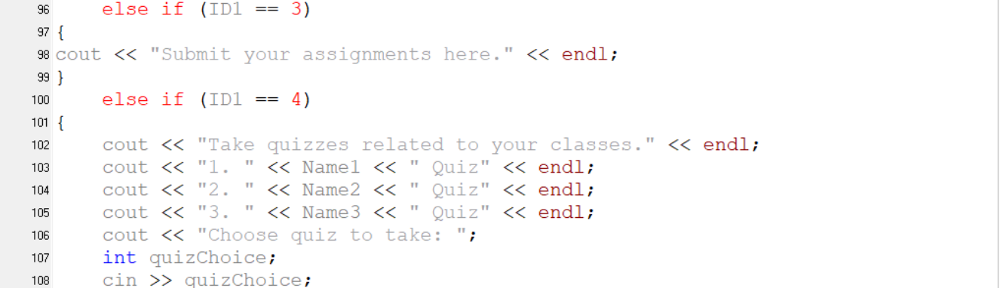 96 else if (ID1 == 3)
97 {
98 cout << "Submit your assignments here." << endl;
99 }
100 else if (ID1 == 4)
101 {
102 cout << "Take quizzes related to your classes." << endl;
103 cout << "1. " << Name1 << " Quiz" << endl;
104 cout << "2. " << Name2 << " Quiz" << endl;
105 cout << "3. " << Name3 << " Quiz" << endl;
106 cout << "Choose quiz to take: ";
107 int quizChoice;
108 cin >> quizChoice;